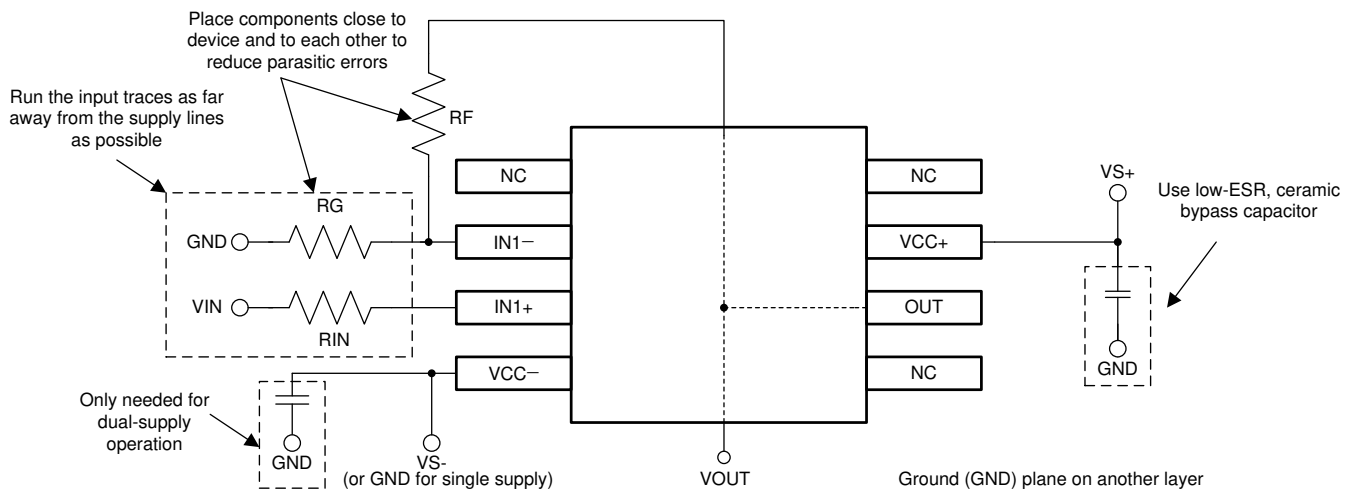 Place components close to
device and to each other to
reduce parasitic errors
Run the input traces as far
away from the supply lines
as possible
RF
NC
NC
VS+
Use low-ESR, ceramic
bypass capacitor
RG
GND
IN1−
VCC+
VIN
IN1+
OUT
RIN
GND
VCC−
NC
Only needed for
dual-supply
operation
GND
VS-
(or GND for single supply)
VOUT
Ground (GND) plane on another layer